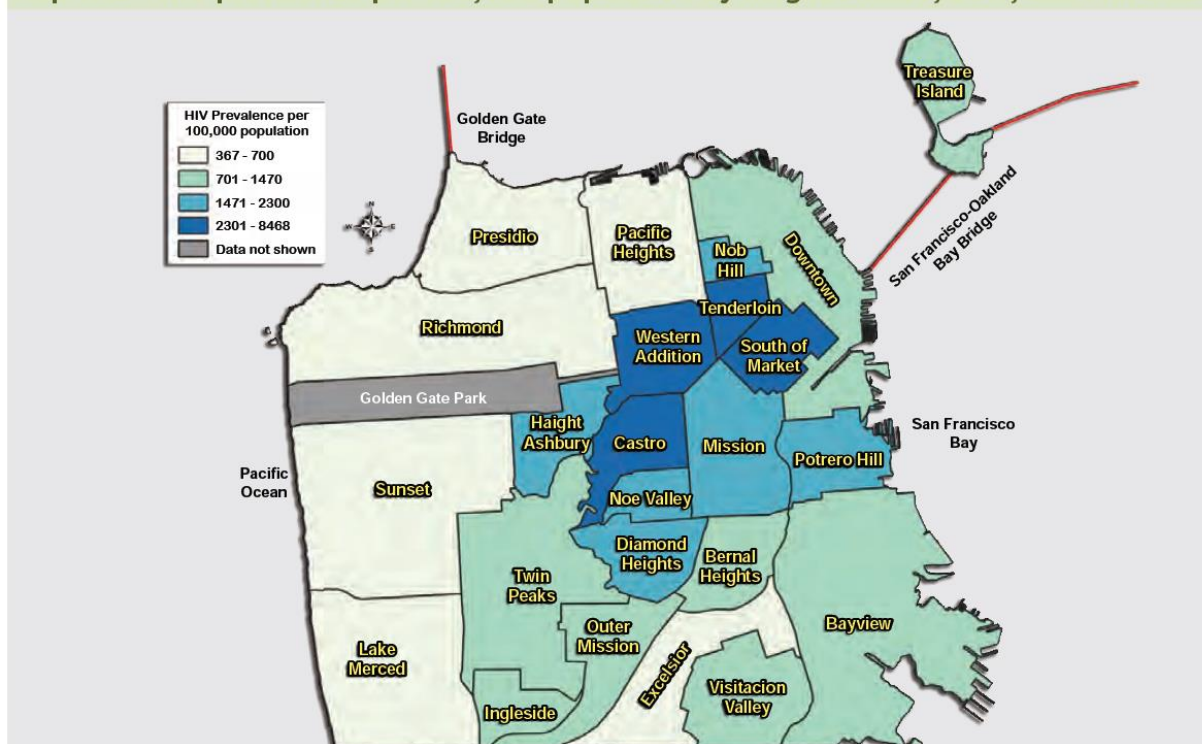 HIV Prevalence per
100,000 population
367 - 700
701 - 1470
1471 - 2300
2301 - 8468
Data not shown
Golden Gate
Bridge
Treasure
Island
San Francisco-Oakland
Bay Bridge
Presidio
Pacific
Heights
Nob
Hill
Downtown
Tenderloin
Richmond
Western
Addition
South of
Market
Golden Gate Park
Haight
Ashbury
Castro
Mission
Potrero Hill
San Francisco
Bay
Pacific
Ocean
Sunset
Noe Valley
Diamond
Heights
Bernal
Heights
Twin
Peaks
Outer
Mission
Bayview
Lake
Merced
Excelsior
Visitacion
Valley
Ingleside